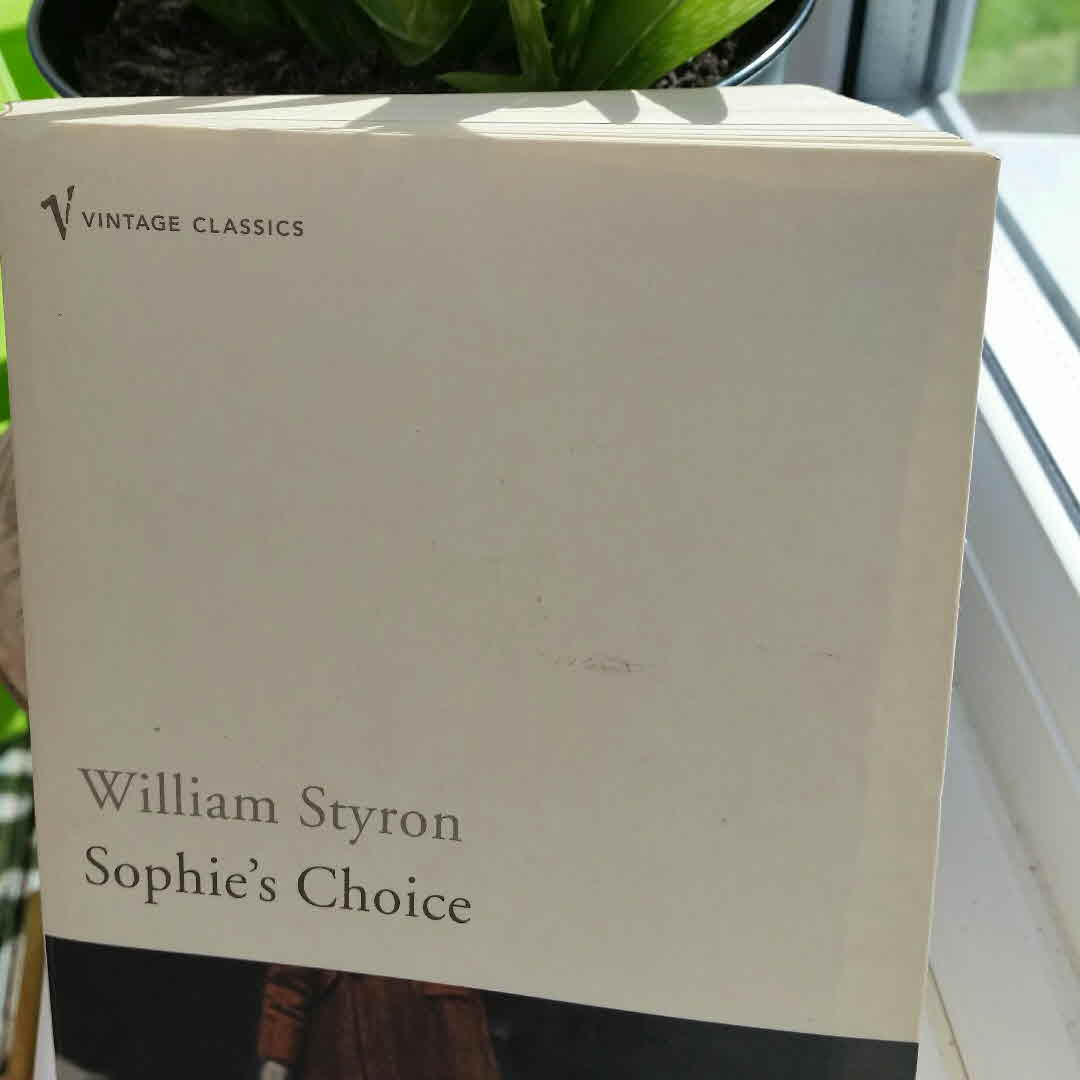 VINTAGE CLASSICS
William Styron
Sophie's Choice